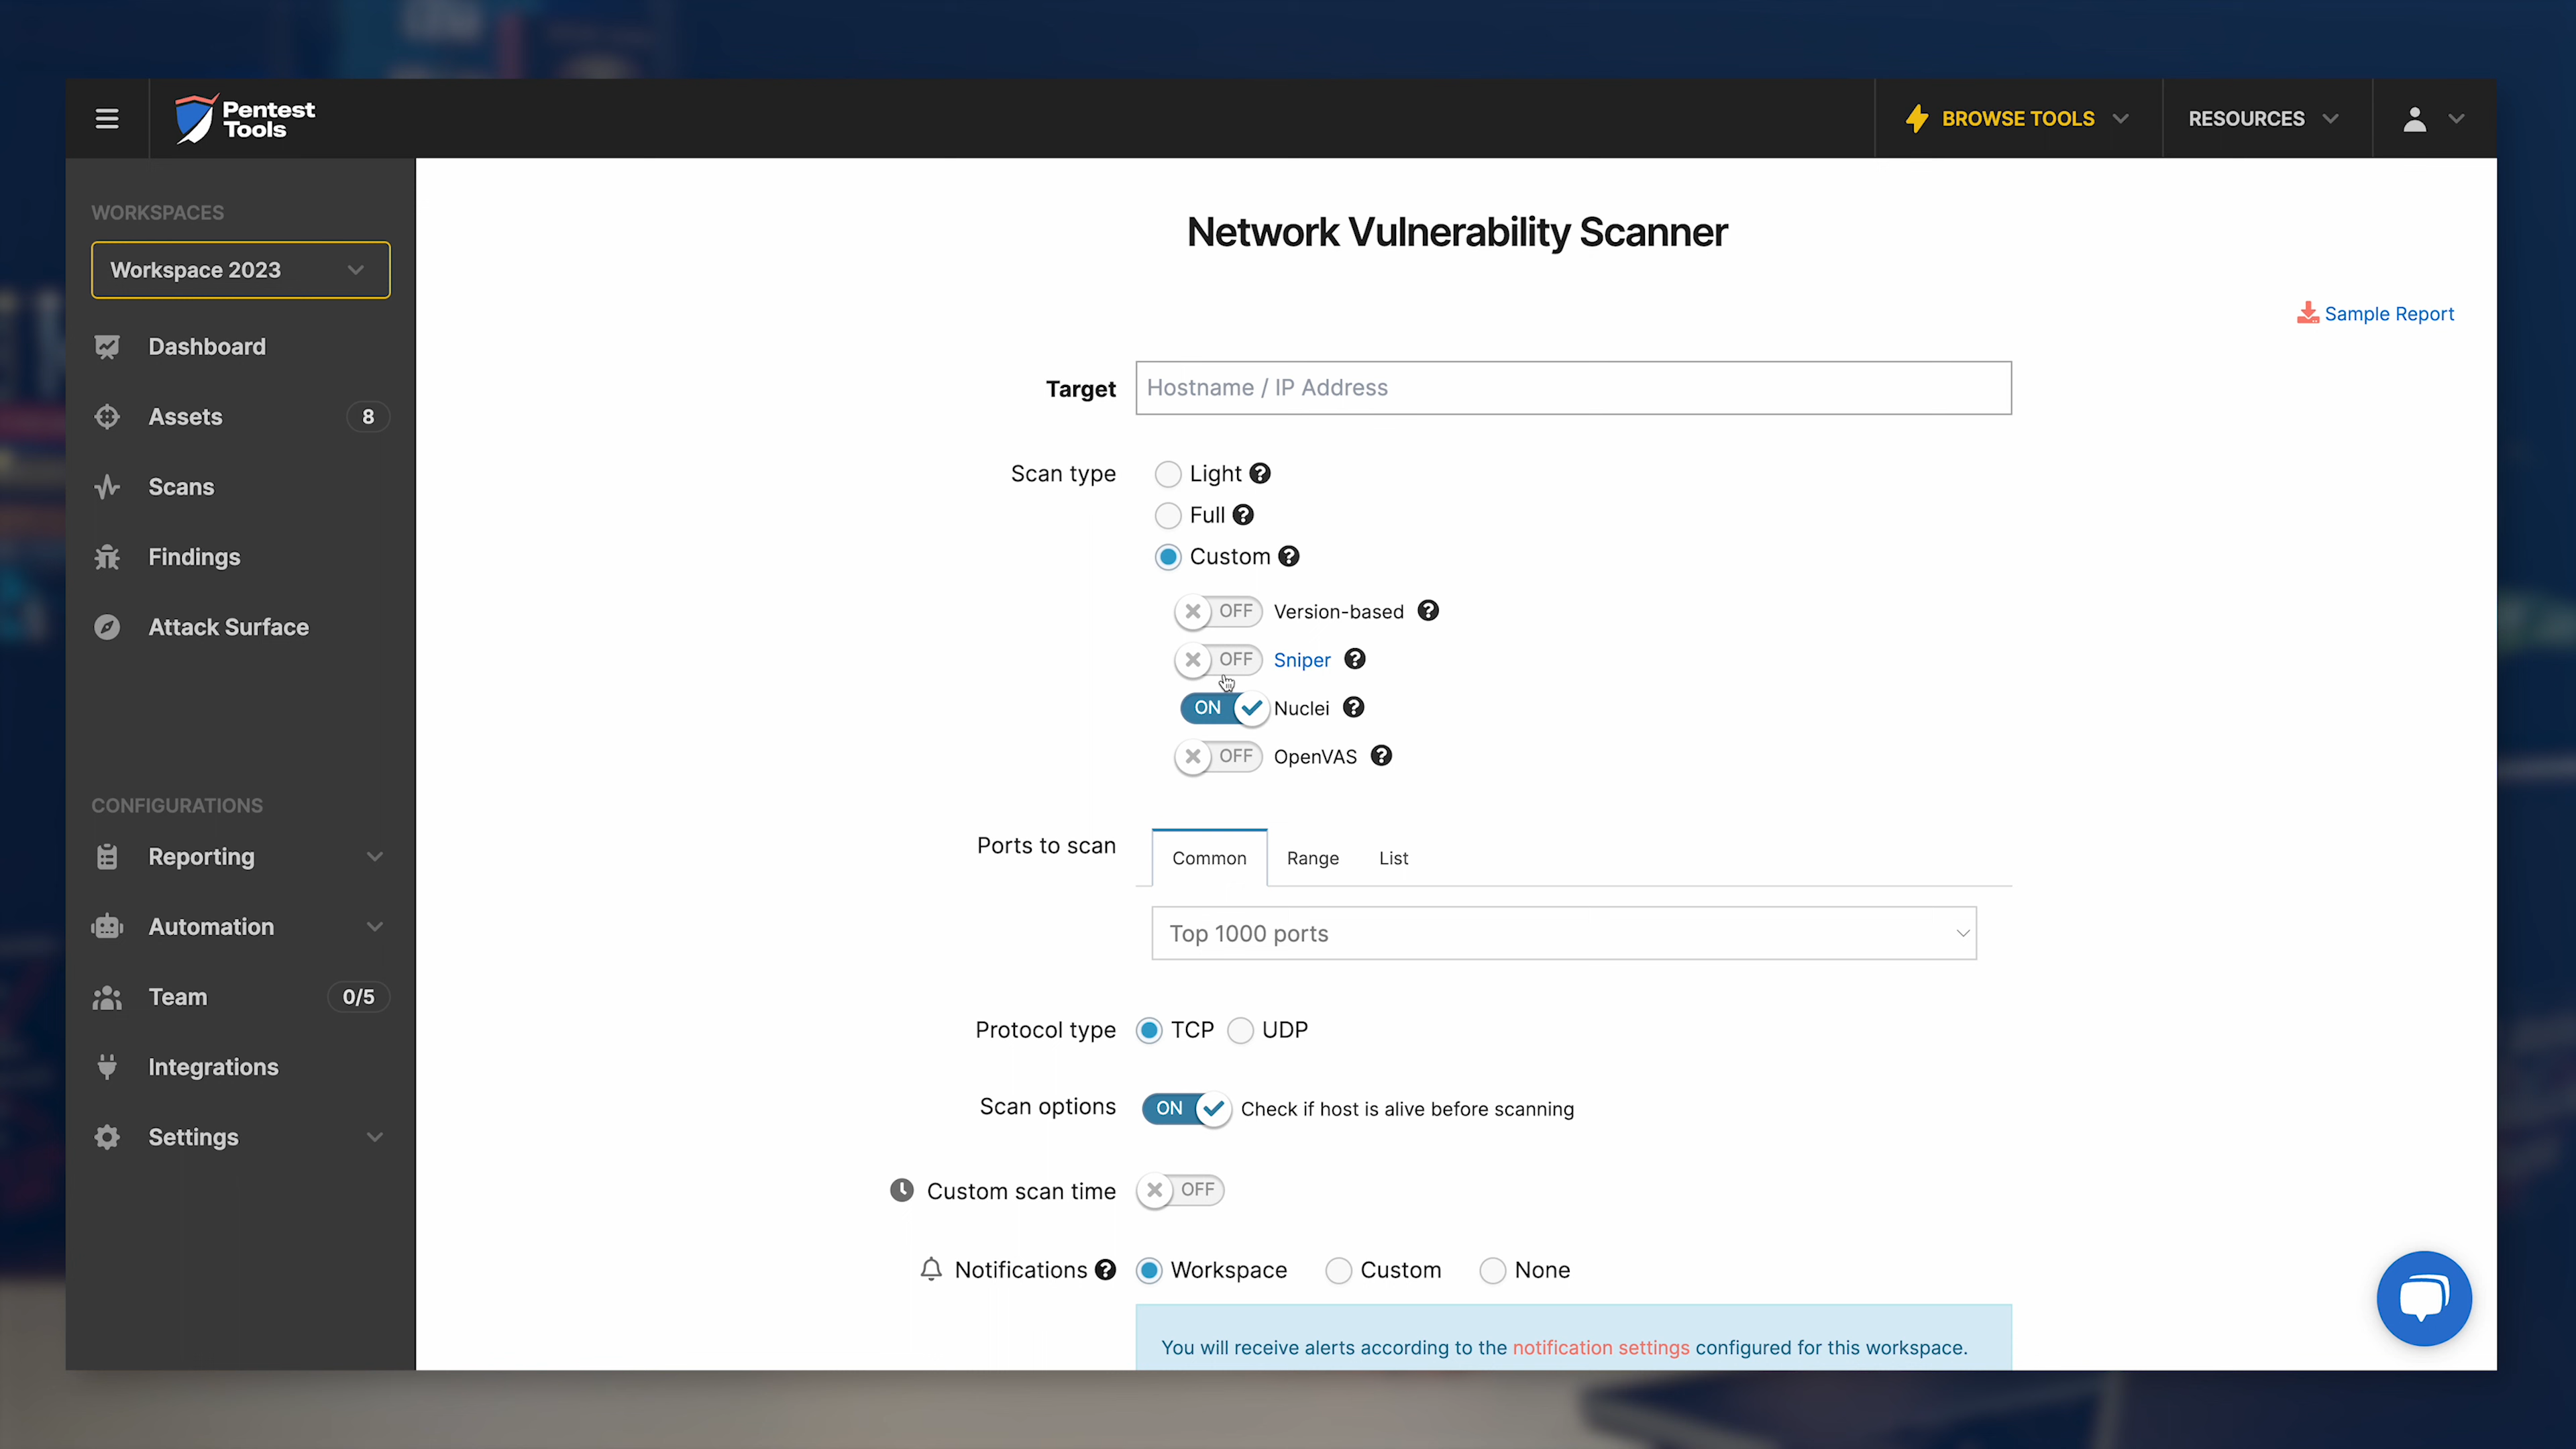 Pentest
Tools
BROWSE TOOLS
RESOURCES
WORKSPACES
Workspace 2023
Dashboard
Assets 8
Scans
Findings
Attack Surface
CONFIGURATIONS
Reporting
Automation
Team 0/5
Integrations
Settings
Network Vulnerability Scanner
Sample Report
Target Hostname / IP Address
Scan type Light ?
Full ?
Custom ?
OFF Version-based ?
OFF Sniper ?
ON Nuclei ?
OFF OpenVAS ?
Ports to scan Common Range List
Top 1000 ports
Protocol type TCP UDP
Scan options ON Check if host is alive before scanning
Custom scan time OFF
Notifications ? Workspace Custom None
You will receive alerts according to the notification settings configured for this workspace.